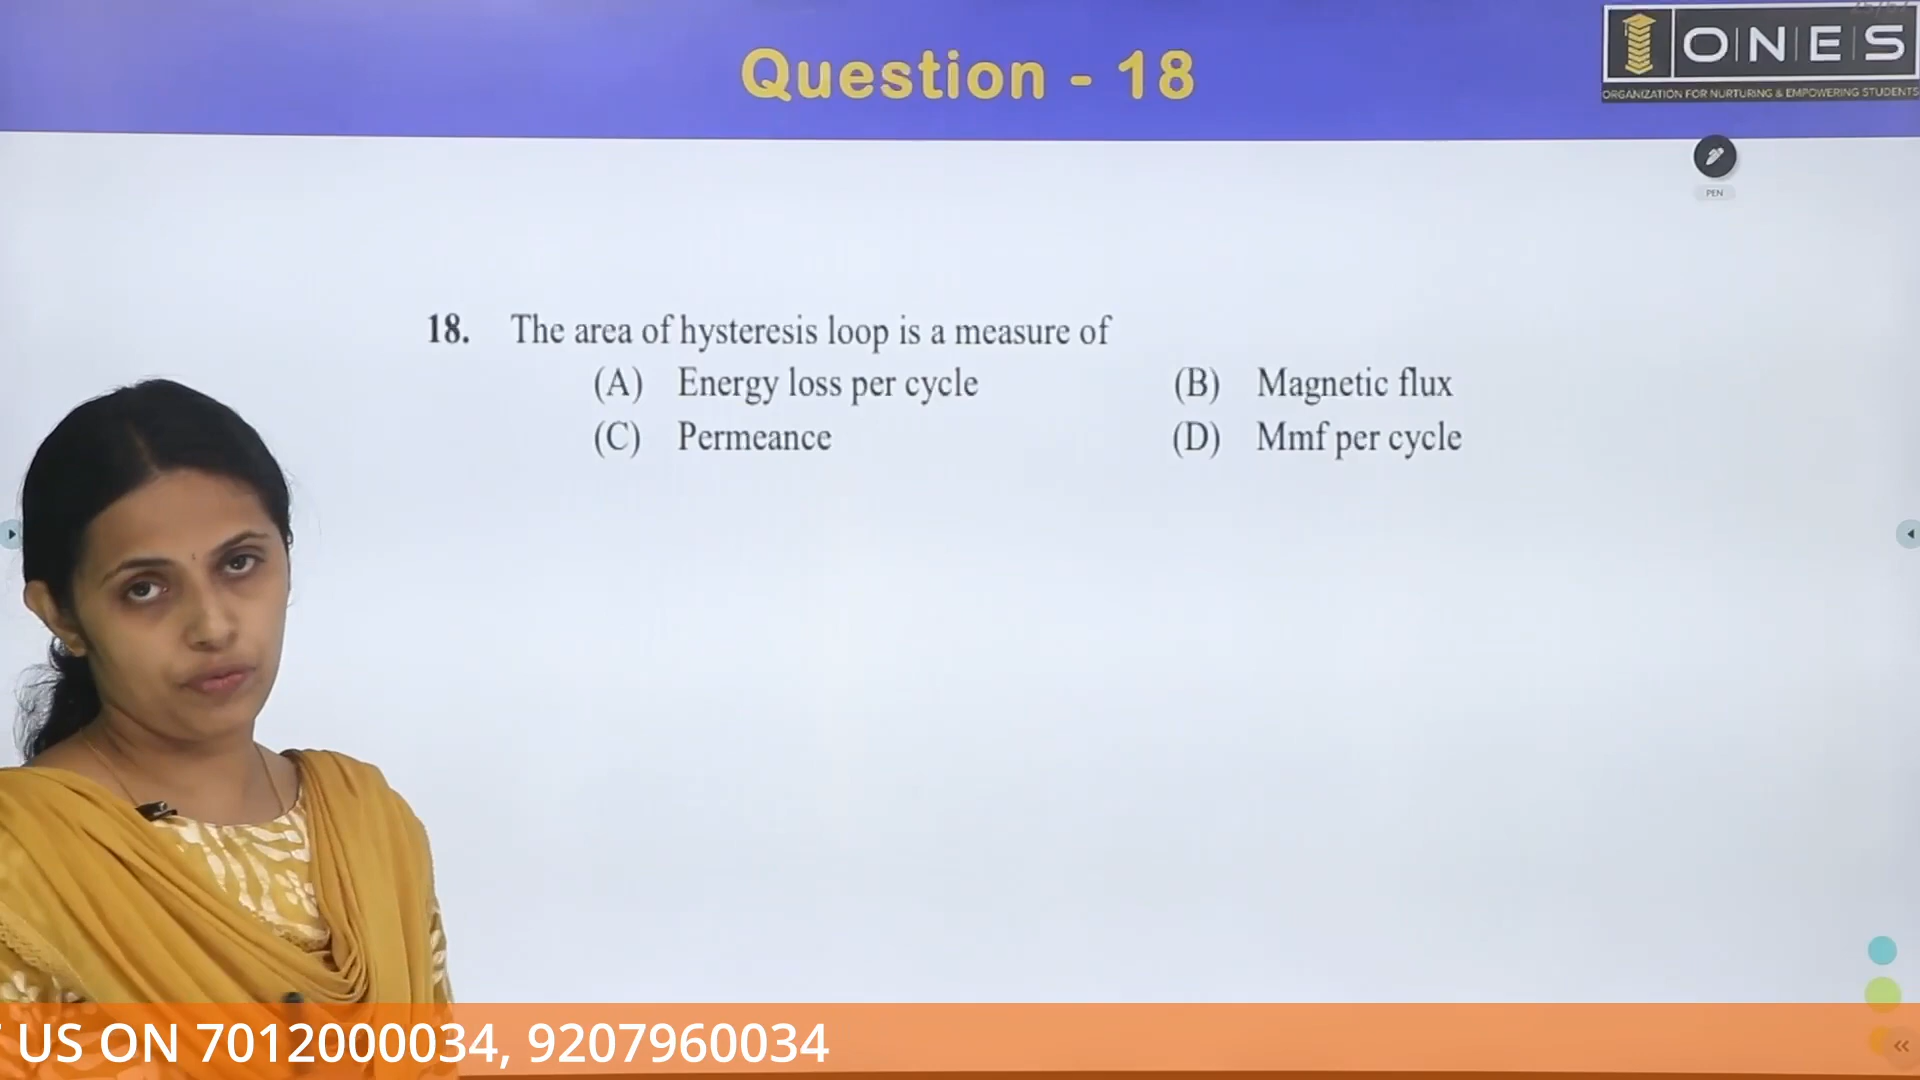 Question - 18
O|N|E|S
ORGANIZATION FOR NURTURING & EMPOWERING STUDENTS
PEN
18. The area of hysteresis loop is a measure of
(A) Energy loss per cycle (B) Magnetic flux
(C) Permeance (D) Mmf per cycle
US ON 7012000034, 9207960034